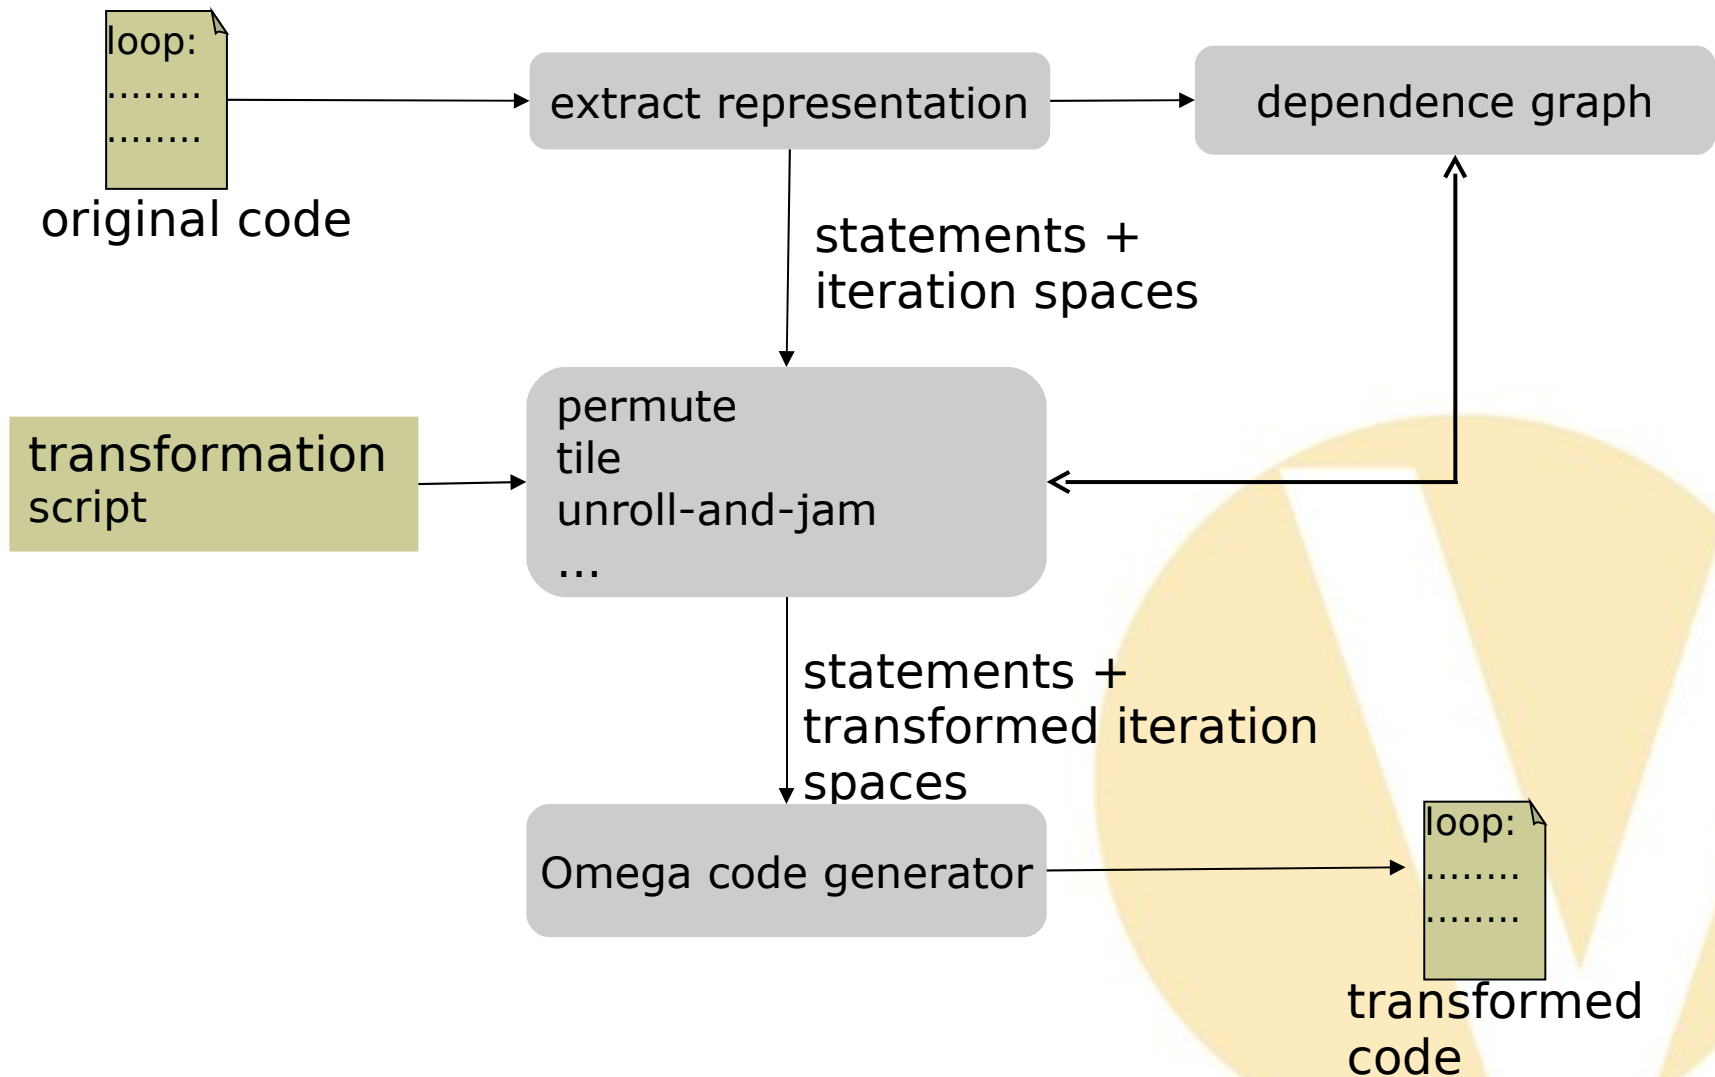 loop:
........
........
original code
extract representation
dependence graph
statements +
iteration spaces
transformation
script
permute
tile
unroll-and-jam
...
statements +
transformed iteration
spaces
Omega code generator
loop:
........
........
transformed
code